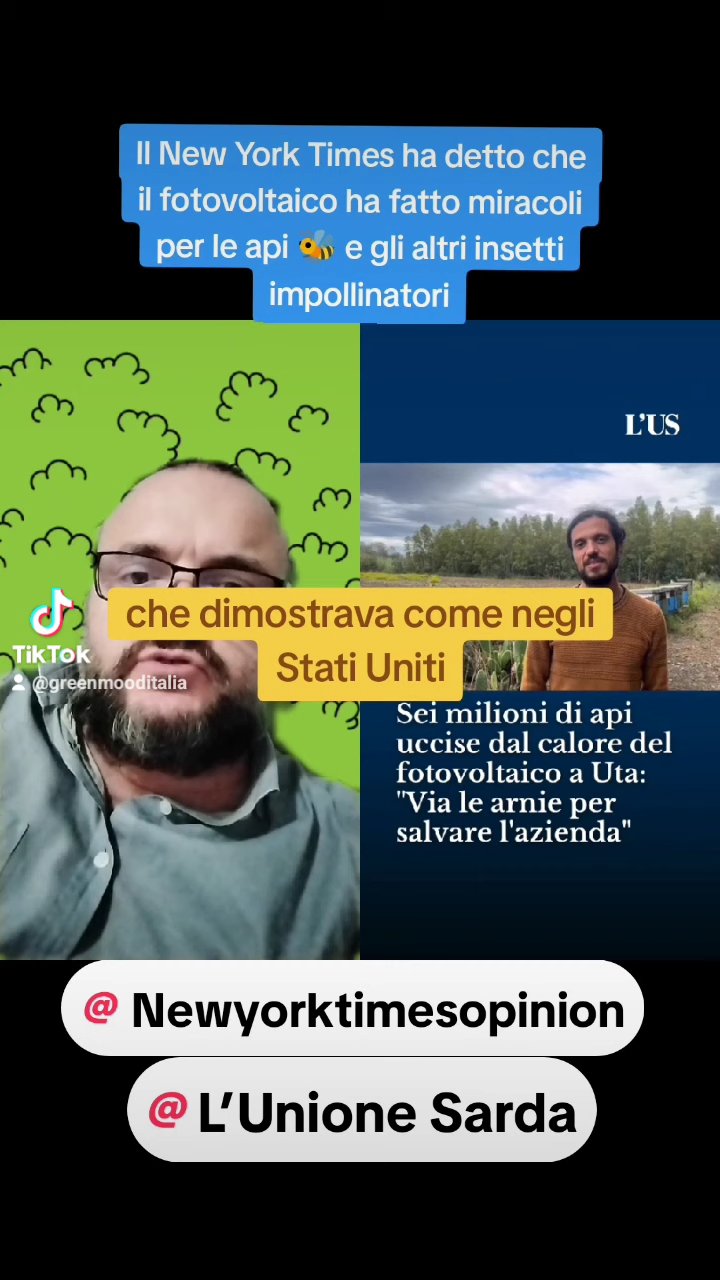 Il New York Times ha detto che
il fotovoltaico ha fatto miracoli
per le api 🐝 e gli altri insetti
impollinatori
L'US
che dimostrava come negli
Stati Uniti
TikTok
@greenmooditalia
Sei milioni di api
uccise dal calore del
fotovoltaico a Uta:
"Via le arnie per
salvare l'azienda"
@ Newyorktimesopinion
@ L'Unione Sarda